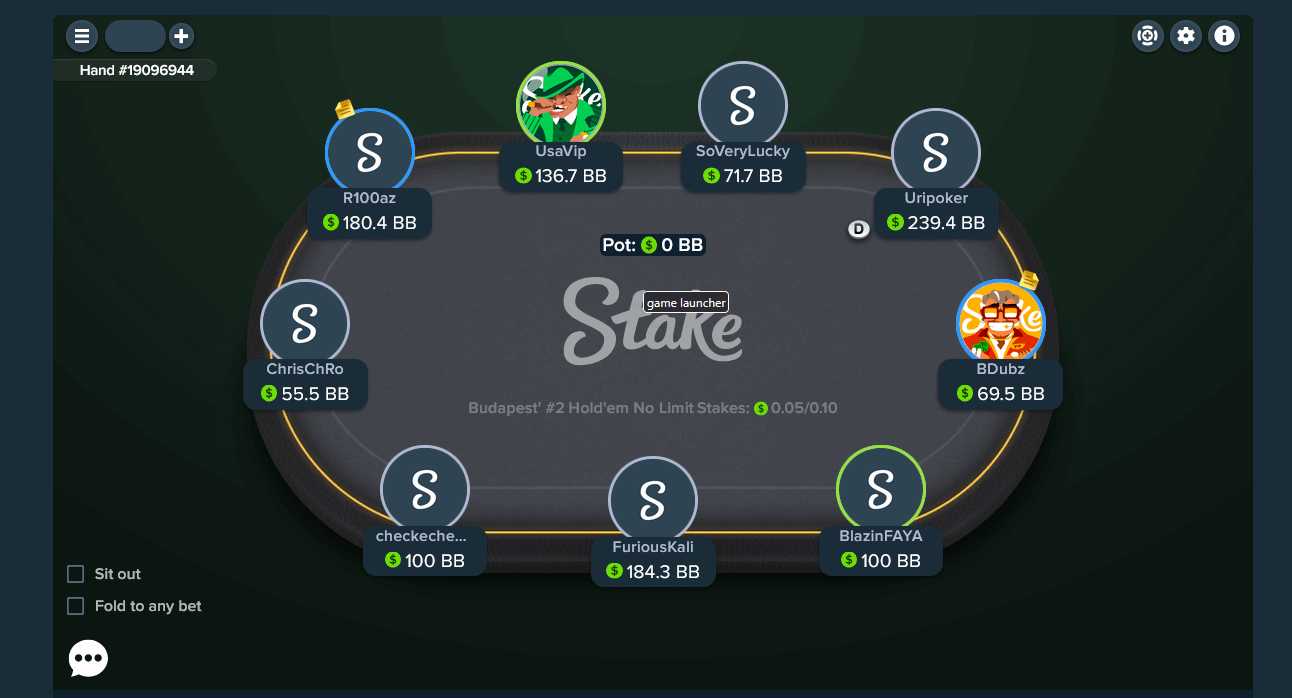 Hand #19096944
UsaVip
$ 136.7 BB
SoVeryLucky
$ 71.7 BB
R100az
$ 180.4 BB
Uripoker
$ 239.4 BB
D
Pot: $ 0 BB
Stake
game launcher
ChrisChRo
$ 55.5 BB
BDubz
$ 69.5 BB
Budapest' #2 Hold'em No Limit Stakes: $ 0.05/0.10
checkeche...
$ 100 BB
FuriousKali
$ 184.3 BB
BlazinFAYA
$ 100 BB
Sit out
Fold to any bet